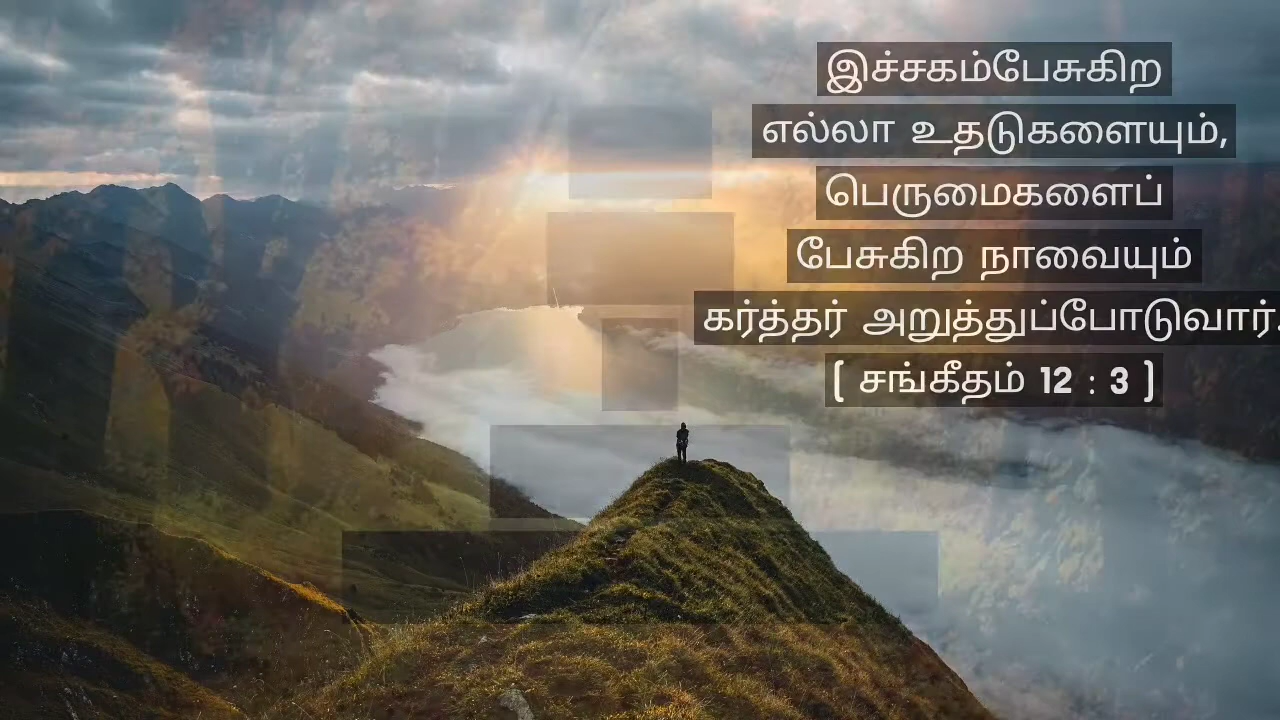 இச்சகம்பேசுகிற
எல்லா உதடுகளையும்,
பெருமைகளைப்
பேசுகிற நாவையும்
கர்த்தர் அறுத்துப்போடுவார்.
[ சங்கீதம் 12 : 3 ]